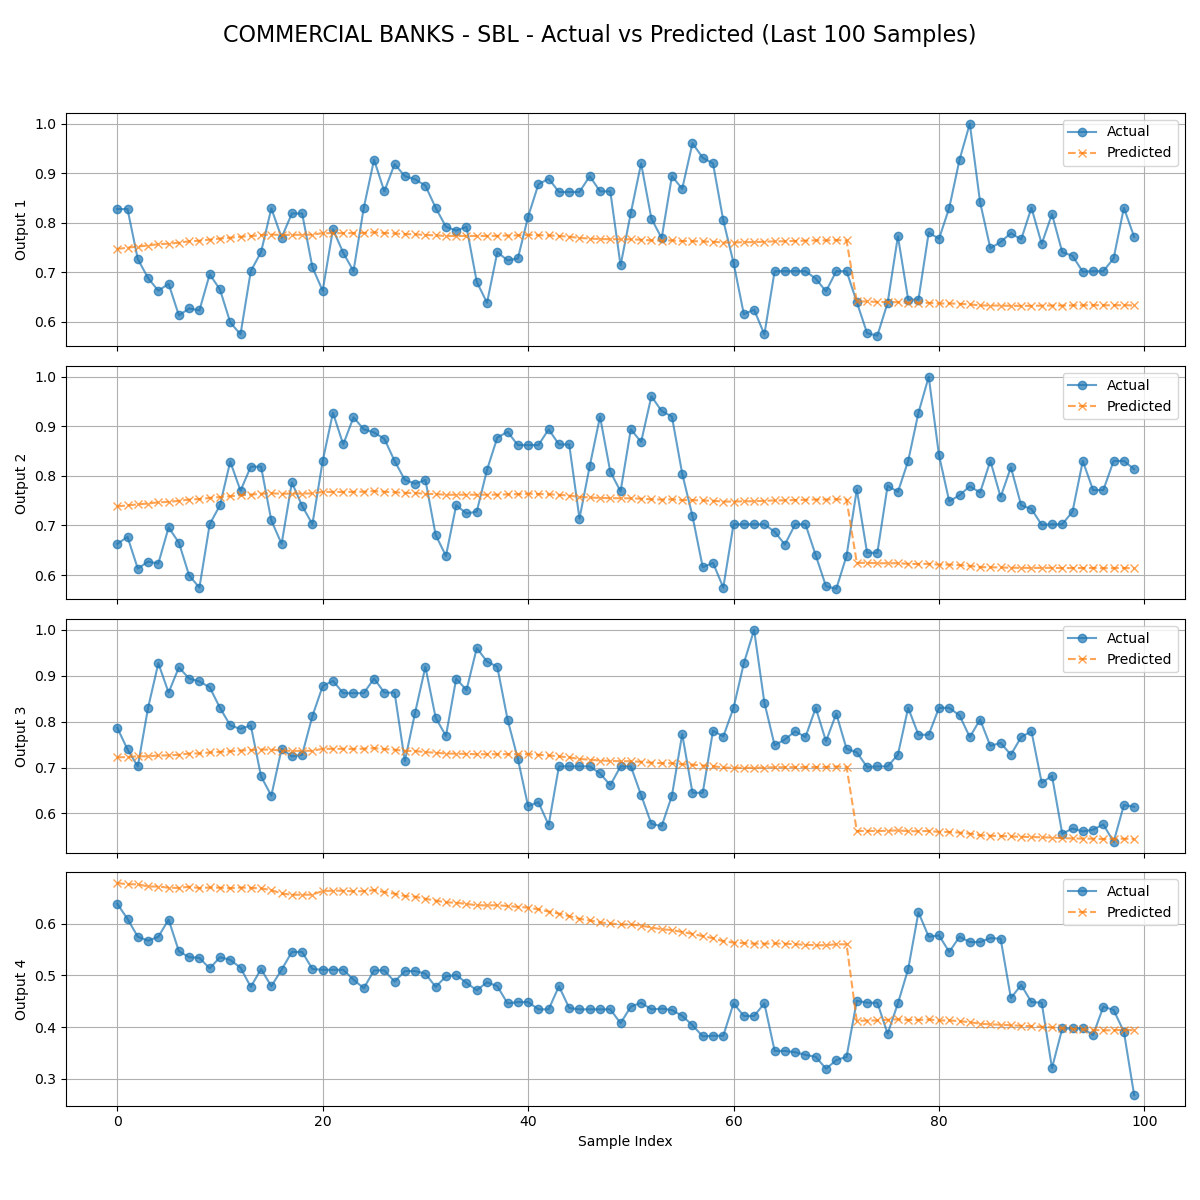 COMMERCIAL BANKS - SBL - Actual vs Predicted (Last 100 Samples)
Output 1
1.0
0.9
0.8
0.7
0.6
Actual
Predicted
Output 2
1.0
0.9
0.8
0.7
0.6
Actual
Predicted
Output 3
1.0
0.9
0.8
0.7
0.6
Actual
Predicted
Output 4
0.6
0.5
0.4
0.3
Actual
Predicted
0 20 40 60 80 100
Sample Index